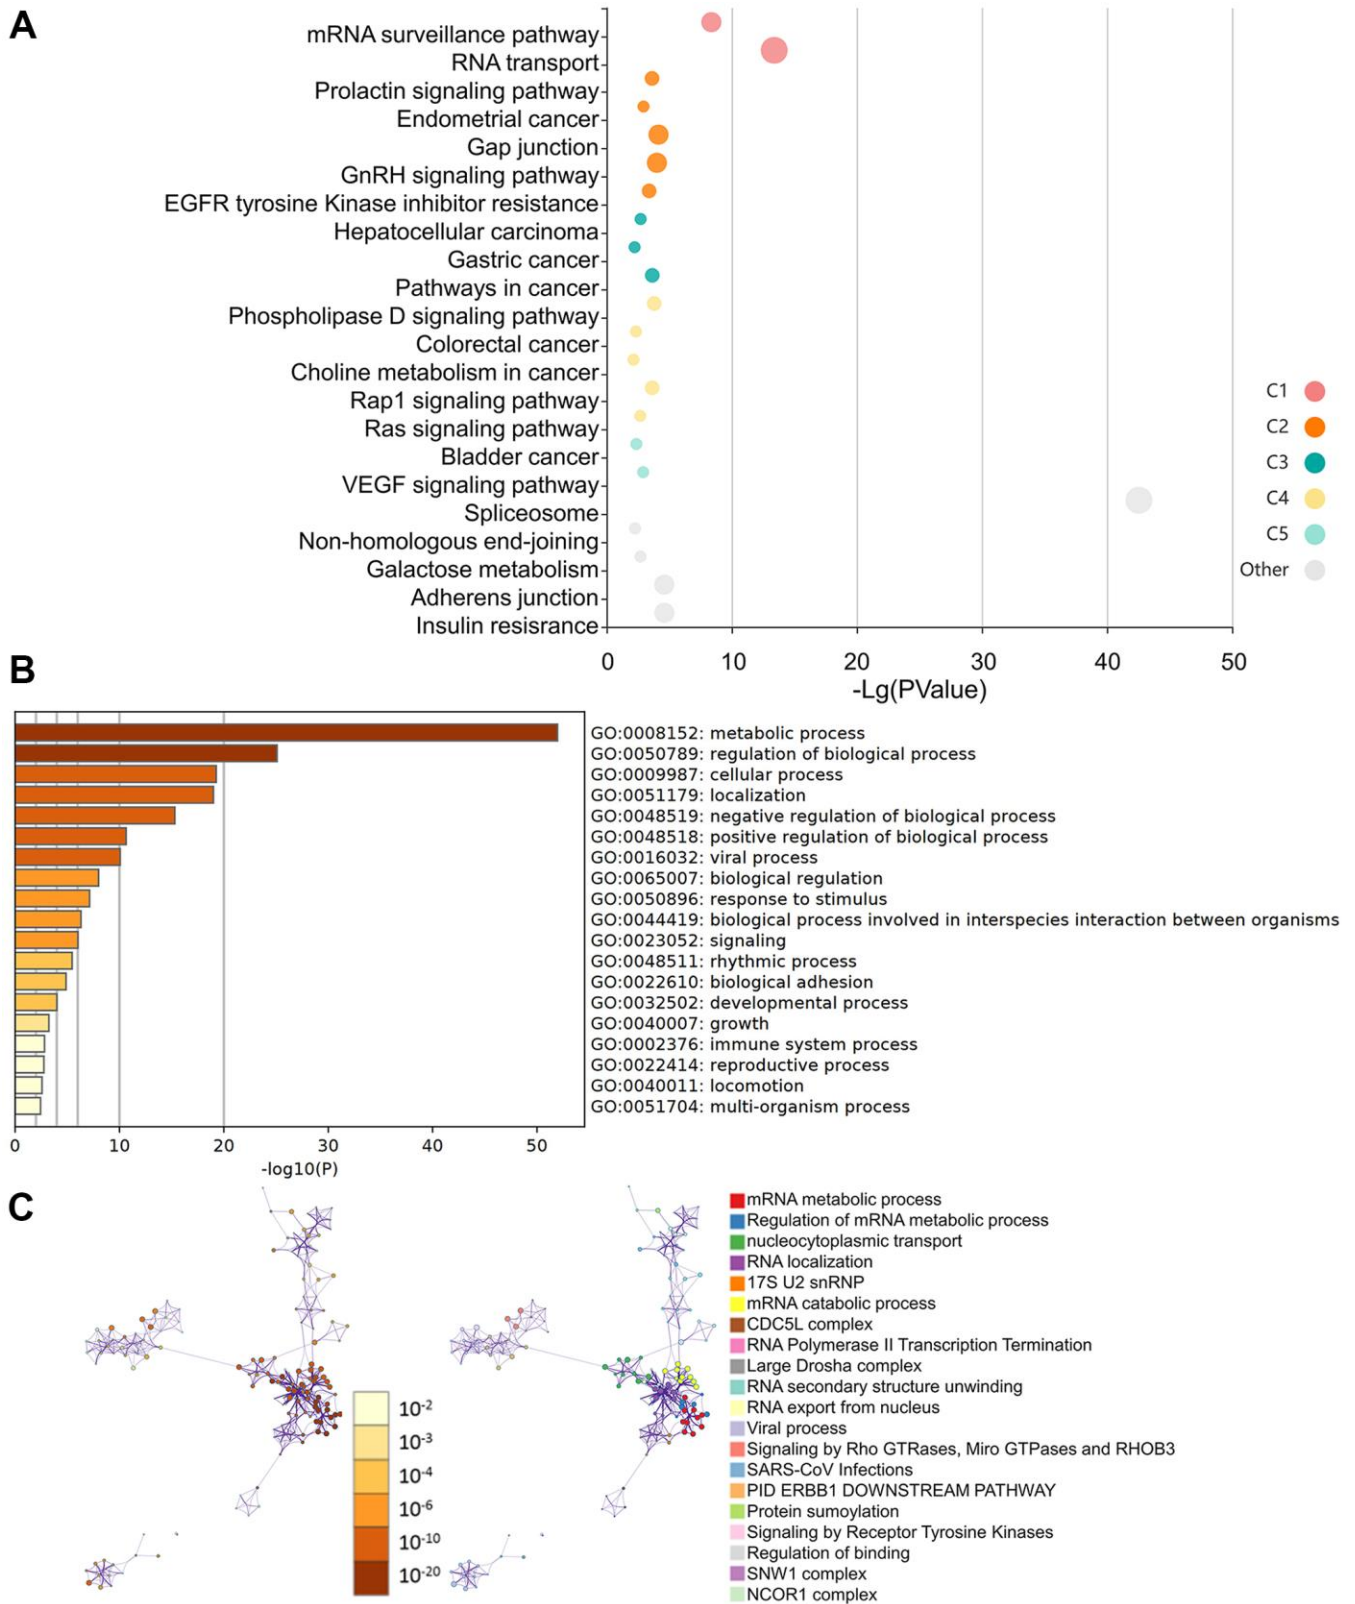 A
mRNA surveillance pathway
RNA transport
Prolactin signaling pathway
Endometrial cancer
Gap junction
GnRH signaling pathway
EGFR tyrosine Kinase inhibitor resistance
Hepatocellular carcinoma
Gastric cancer
Pathways in cancer
Phospholipase D signaling pathway
Colorectal cancer
Choline metabolism in cancer
Rap1 signaling pathway
Ras signaling pathway
Bladder cancer
VEGF signaling pathway
Spliceosome
Non-homologous end-joining
Galactose metabolism
Adherens junction
Insulin resisrance
C1
C2
C3
C4
C5
Other
0 10 20 30 40 50
-Lg(PValue)
B
GO:0008152: metabolic process
GO:0050789: regulation of biological process
GO:0009987: cellular process
GO:0051179: localization
GO:0048519: negative regulation of biological process
GO:0048518: positive regulation of biological process
GO:0016032: viral process
GO:0065007: biological regulation
GO:0050896: response to stimulus
GO:0044419: biological process involved in interspecies interaction between organisms
GO:0023052: signaling
GO:0048511: rhythmic process
GO:0022610: biological adhesion
GO:0032502: developmental process
GO:0040007: growth
GO:0002376: immune system process
GO:0022414: reproductive process
GO:0040011: locomotion
GO:0051704: multi-organism process
0 10 20 30 40 50
-log10(P)
C
10-2
10-3
10-4
10-6
10-10
10-20
mRNA metabolic process
Regulation of mRNA metabolic process
nucleocytoplasmic transport
RNA localization
17S U2 snRNP
mRNA catabolic process
CDC5L complex
RNA Polymerase II Transcription Termination
Large Drosha complex
RNA secondary structure unwinding
RNA export from nucleus
Viral process
Signaling by Rho GTRases, Miro GTPases and RHOB3
SARS-CoV Infections
PID ERBB1 DOWNSTREAM PATHWAY
Protein sumoylation
Signaling by Receptor Tyrosine Kinases
Regulation of binding
SNW1 complex
NCOR1 complex